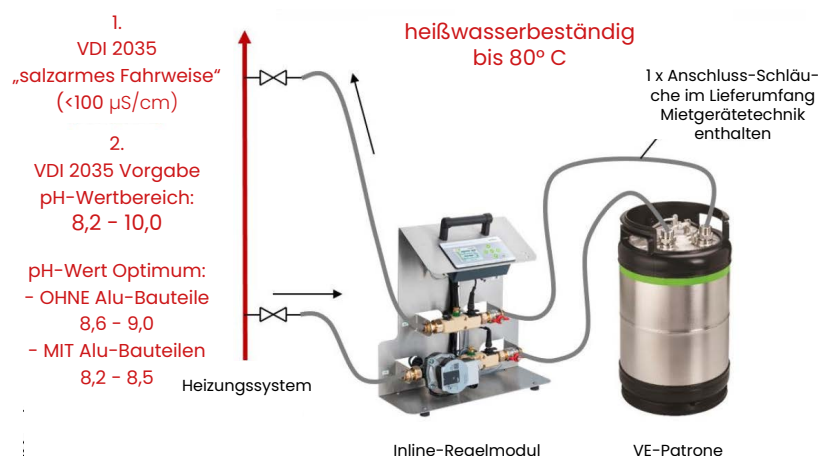 1.
VDI 2035
„salzarmes Fahrweise“
(<100 µS/cm)
2.
VDI 2035 Vorgabe
pH-Wertbereich:
8,2 - 10,0
pH-Wert Optimum:
- OHNE Alu-Bauteile
8,6 - 9,0
- MIT Alu-Bauteilen
8,2 - 8,5
heißwasserbeständig
bis 80° C
1 x Anschluss-Schläu-
che im Lieferumfang
Mietgerätetechnik
enthalten
Heizungssystem
Inline-Regelmodul
VE-Patrone